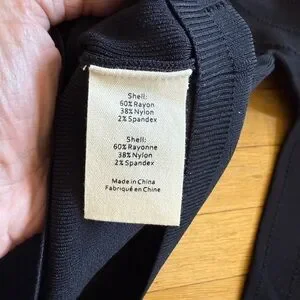 Shell:
60% Rayon
38% Nylon
2% Spandex
Shell:
60% Rayonne
38% Nylon
2% Spandex
Made in China
Fabriqué en Chine